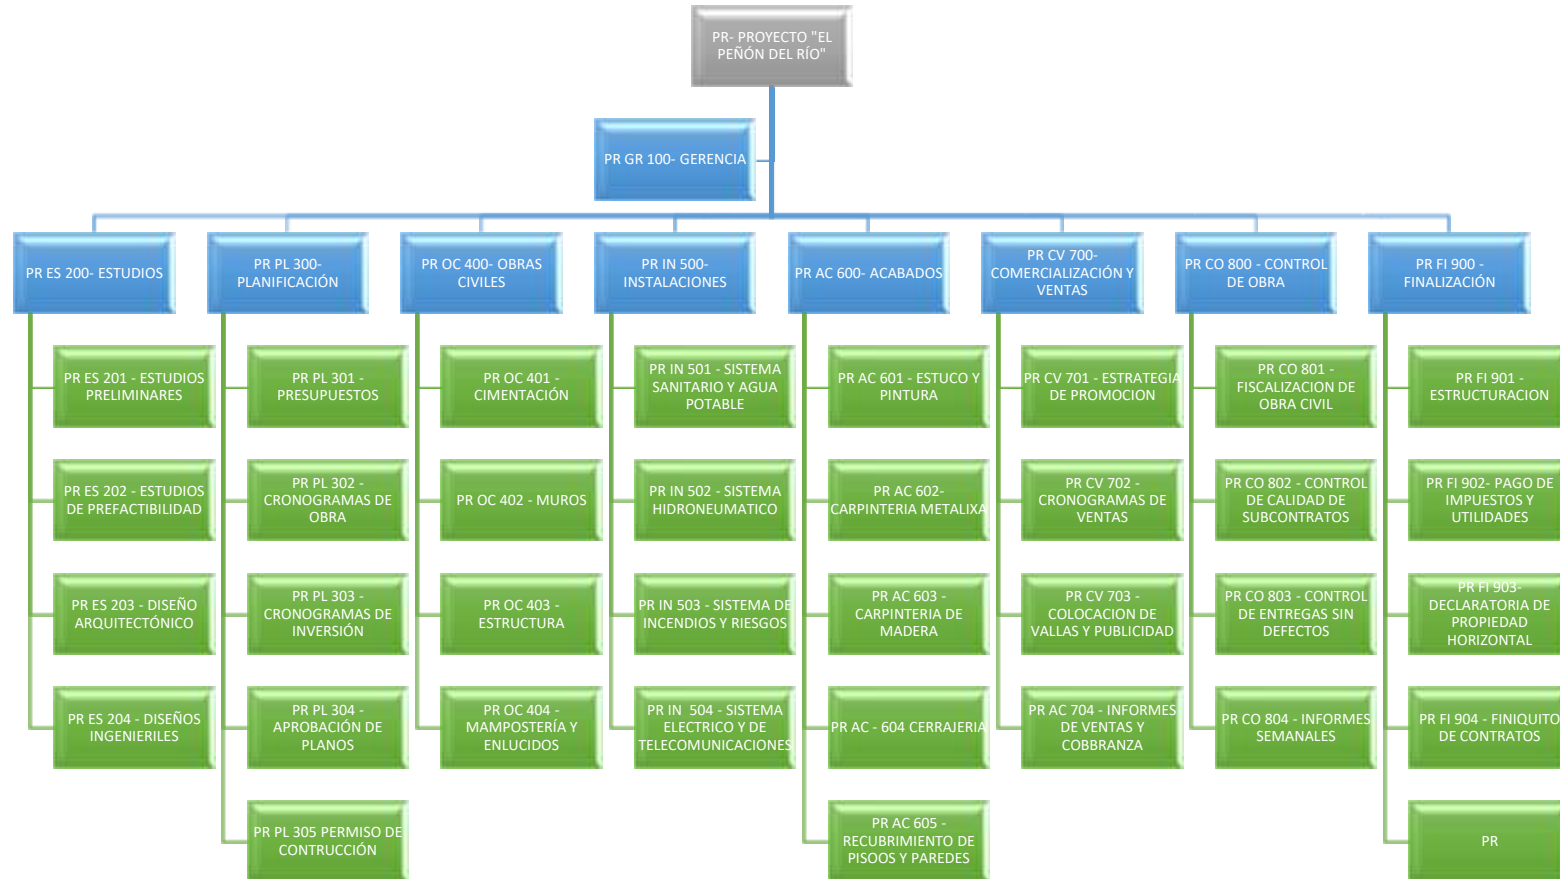 PR- PROYECTO "EL
PEÑÓN DEL RÍO"
PR GR 100- GERENCIA
PR ES 200- ESTUDIOS
PR ES 201 - ESTUDIOS
PRELIMINARES
PR ES 202 - ESTUDIOS
DE PREFACTIBILIDAD
PR ES 203 - DISEÑO
ARQUITECTÓNICO
PR ES 204 - DISEÑOS
INGENIERILES
PR PL 300-
PLANIFICACIÓN
PR PL 301 -
PRESUPUESTOS
PR PL 302 -
CRONOGRAMAS DE
OBRA
PR PL 303 -
CRONOGRAMAS DE
INVERSIÓN
PR PL 304 -
APROBACIÓN DE
PLANOS
PR PL 305 PERMISO DE
CONTRUCCIÓN
PR OC 400- OBRAS
CIVILES
PR OC 401 -
CIMENTACIÓN
PR OC 402 - MUROS
PR OC 403 -
ESTRUCTURA
PR OC 404 -
MAMPOSTERÍA Y
ENLUCIDOS
PR IN 500-
INSTALACIONES
PR IN 501 - SISTEMA
SANITARIO Y AGUA
POTABLE
PR IN 502 - SISTEMA
HIDRONEUMATICO
PR IN 503 - SISTEMA DE
INCENDIOS Y RIESGOS
PR IN  504 - SISTEMA
ELECTRICO Y DE
TELECOMUNICACIONES
PR AC 600- ACABADOS
PR AC 601 - ESTUCO Y
PINTURA
PR AC 602-
CARPINTERIA METALIXA
PR AC 603 -
CARPINTERIA DE
MADERA
PR AC - 604 CERRAJERIA
PR AC 605 -
RECUBRIMIENTO DE
PISOOS Y PAREDES
PR CV 700-
COMERCIALIZACIÓN Y
VENTAS
PR CV 701 - ESTRATEGIA
DE PROMOCION
PR CV 702 -
CRONOGRAMAS DE
VENTAS
PR CV 703 -
COLOCACION DE
VALLAS Y PUBLICIDAD
PR AC 704 - INFORMES
DE VENTAS Y
COBBRANZA
PR CO 800 - CONTROL
DE OBRA
PR CO 801 -
FISCALIZACION DE
OBRA CIVIL
PR CO 802 - CONTROL
DE CALIDAD DE
SUBCONTRATOS
PR CO 803 - CONTROL
DE ENTREGAS SIN
DEFECTOS
PR CO 804 - INFORMES
SEMANALES
PR FI 900 -
FINALIZACIÓN
PR FI 901 -
ESTRUCTURACION
PR FI 902- PAGO DE
IMPUESTOS Y
UTILIDADES
PR FI 903-
DECLARATORIA DE
PROPIEDAD
HORIZONTAL
PR FI 904 - FINIQUITO
DE CONTRATOS
PR